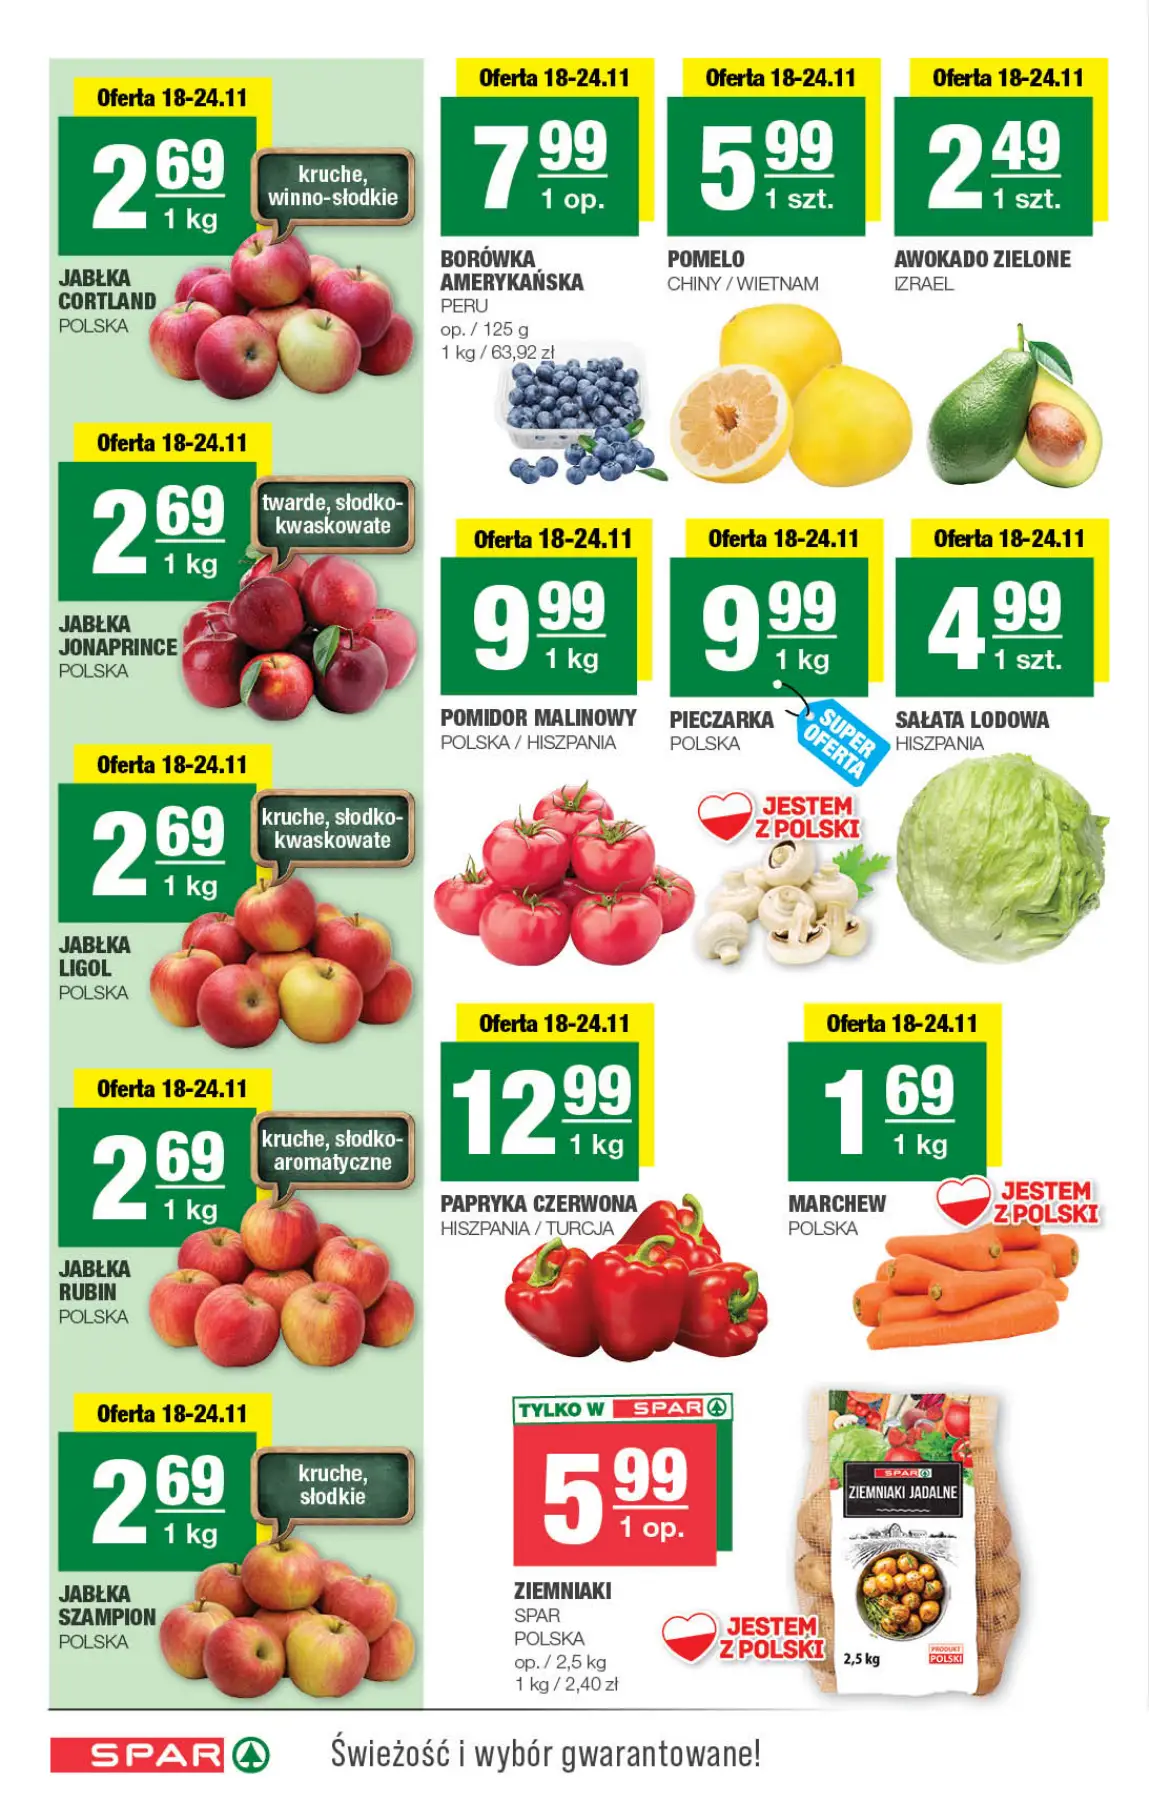 Oferta 18-24.11
2 69
1 kg
kruche,
winno-słodkie
JABŁKA
CORTLAND
POLSKA
Oferta 18-24.11
2 69
1 kg
twarde, słodko-
kwaskowate
JABŁKA
JONAPRINCE
POLSKA
Oferta 18-24.11
2 69
1 kg
kruche, słodko-
kwaskowate
JABŁKA
LIGOL
POLSKA
Oferta 18-24.11
2 69
1 kg
kruche, słodko-
aromatyczne
JABŁKA
RUBIN
POLSKA
Oferta 18-24.11
2 69
1 kg
kruche,
słodkie
JABŁKA
SZAMPION
POLSKA
Oferta 18-24.11
7 99
1 op.
BORÓWKA
AMERYKAŃSKA
PERU
op. / 125 g
1 kg / 63,92 zł
Oferta 18-24.11
5 99
1 szt.
POMELO
CHINY / WIETNAM
Oferta 18-24.11
2 49
1 szt.
AWOKADO ZIELONE
IZRAEL
Oferta 18-24.11
9 99
1 kg
POMIDOR MALINOWY
POLSKA / HISZPANIA
Oferta 18-24.11
9 99
1 kg
PIECZARKA
POLSKA
SUPER
OFERTA
JESTEM
Z POLSKI
Oferta 18-24.11
4 99
1 szt.
SAŁATA LODOWA
HISZPANIA
Oferta 18-24.11
12 99
1 kg
PAPRYKA CZERWONA
HISZPANIA / TURCJA
Oferta 18-24.11
1 69
1 kg
MARCHEW
POLSKA
JESTEM
Z POLSKI
TYLKO W SPAR
5 99
1 op.
ZIEMNIAKI
SPAR
POLSKA
op. / 2,5 kg
1 kg / 2,40 zł
JESTEM
Z POLSKI
SPAR
ZIEMNIAKI JADALNE
2,5 kg
PRODUKT
POLSKI
SPAR
Świeżość i wybór gwarantowane!